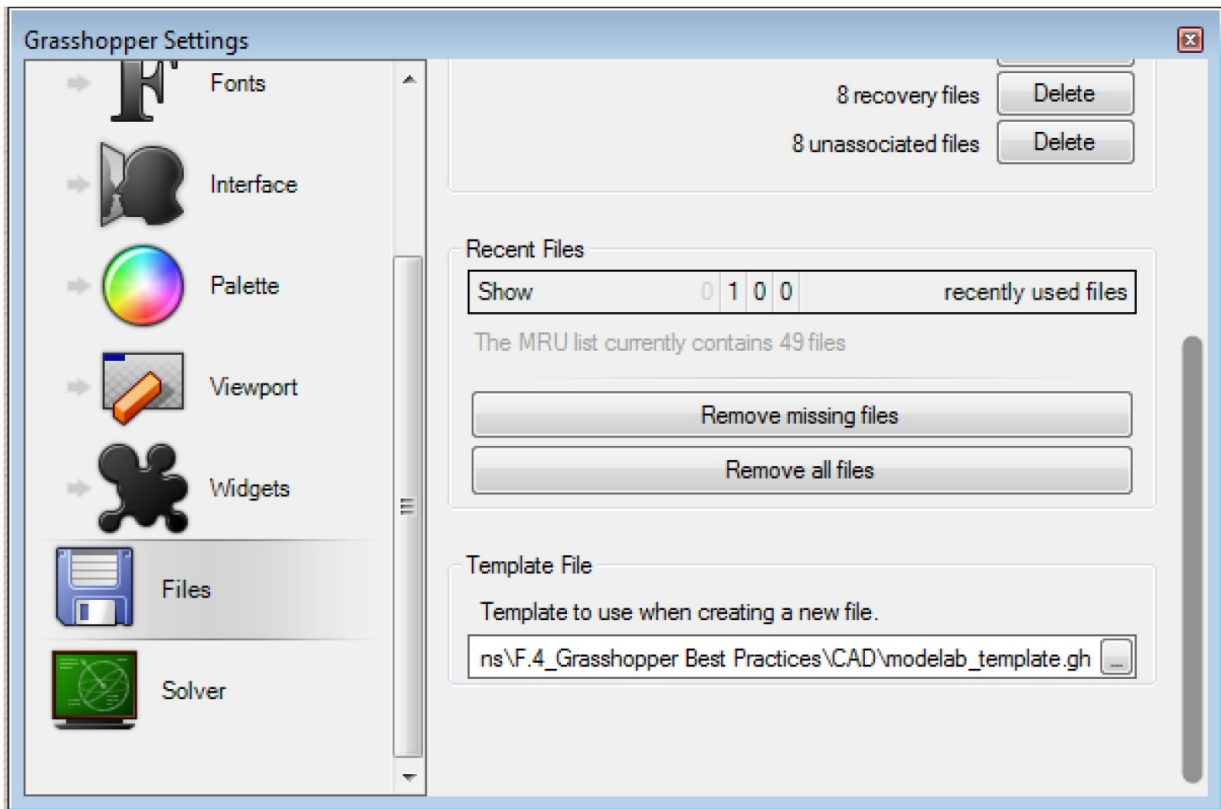 Grasshopper Settings
Fonts
Interface
Palette
Viewport
Widgets
Files
Solver
8 recovery files Delete
8 unassociated files Delete
Recent Files
Show 0 1 0 0 recently used files
The MRU list currently contains 49 files
Remove missing files
Remove all files
Template File
Template to use when creating a new file.
ns\F.4_Grasshopper Best Practices\CAD\modelab_template.gh ...